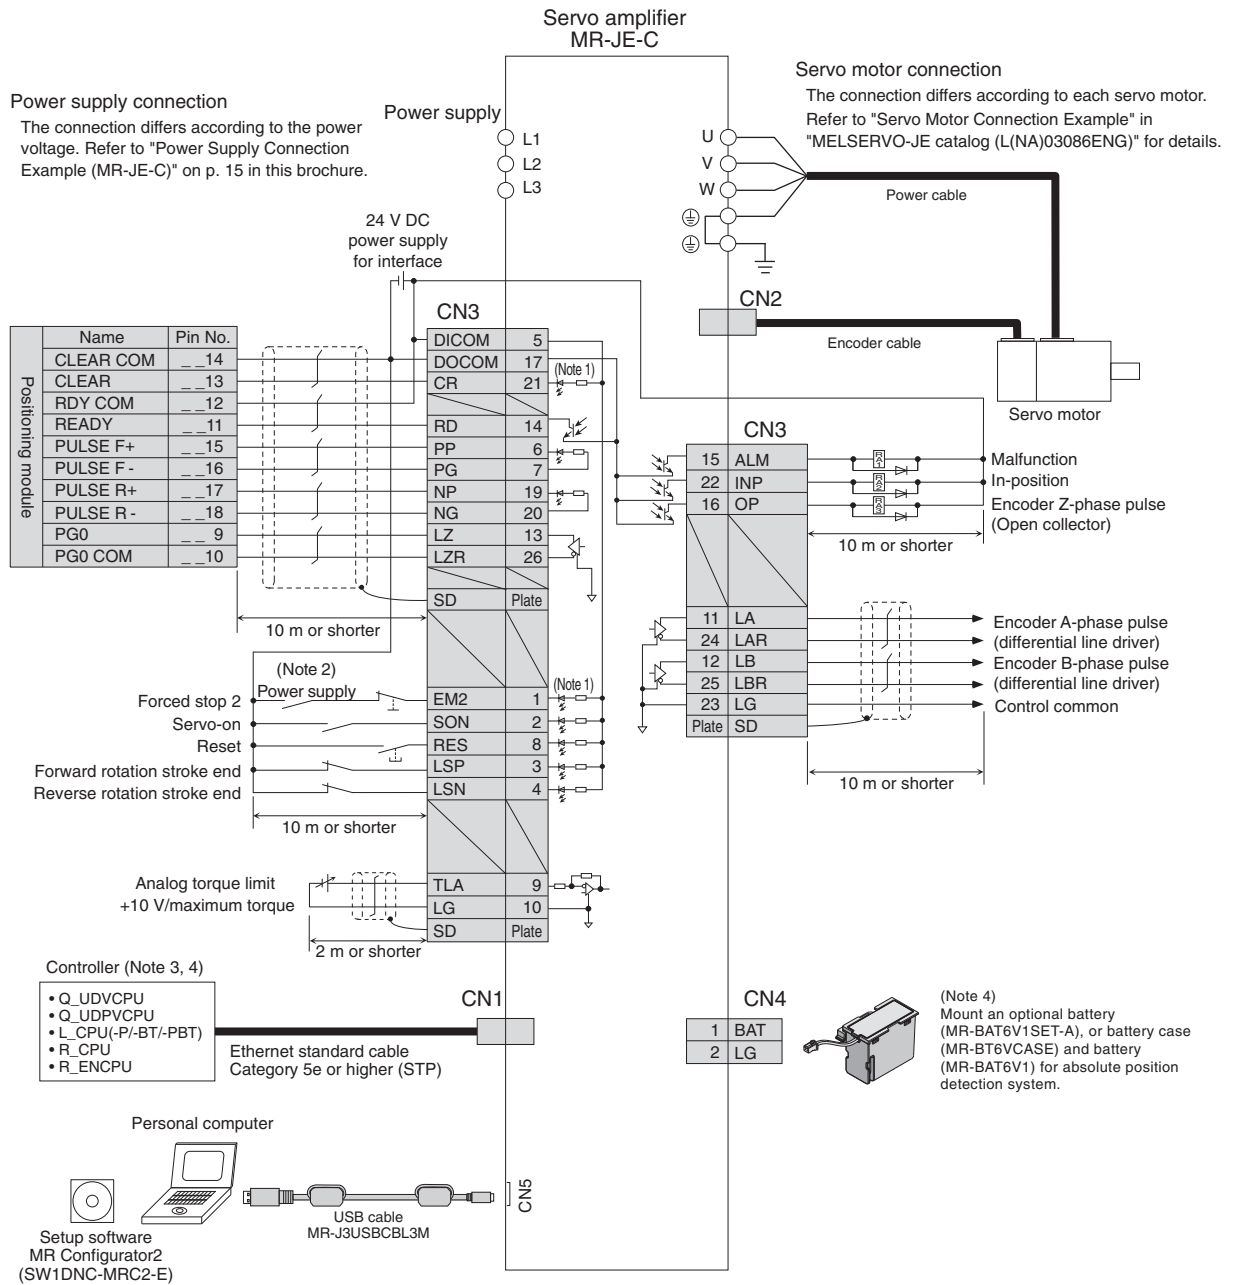 Servo amplifier
MR-JE-C
Power supply connection
The connection differs according to the power
voltage. Refer to "Power Supply Connection
Example (MR-JE-C)" on p. 15 in this brochure.
Power supply
L1
L2
L3
U
V
W
Servo motor connection
The connection differs according to each servo motor.
Refer to "Servo Motor Connection Example" in
"MELSERVO-JE catalog (L(NA)03086ENG)" for details.
Power cable
24 V DC
power supply
for interface
CN2
Encoder cable
Servo motor
Positioning module
Name Pin No.
CLEAR COM _ _14
CLEAR _ _13
RDY COM _ _12
READY _ _11
PULSE F+ _ _15
PULSE F - _ _16
PULSE R+ _ _17
PULSE R - _ _18
PG0 _ _ 9
PG0 COM _ _10
10 m or shorter
CN3
DICOM 5
DOCOM 17
CR 21
(Note 1)
RD 14
PP 6
PG 7
NP 19
NG 20
LZ 13
LZR 26
SD Plate
(Note 2)
Power supply
Forced stop 2
Servo-on
Reset
Forward rotation stroke end
Reverse rotation stroke end
10 m or shorter
(Note 1)
EM2 1
SON 2
RES 8
LSP 3
LSN 4
Analog torque limit
+10 V/maximum torque
2 m or shorter
TLA 9
LG 10
SD Plate
CN3
15 ALM
22 INP
16 OP
RA1
RA2
RA3
Malfunction
In-position
Encoder Z-phase pulse
(Open collector)
10 m or shorter
11 LA
24 LAR
12 LB
25 LBR
23 LG
Plate SD
Encoder A-phase pulse
(differential line driver)
Encoder B-phase pulse
(differential line driver)
Control common
10 m or shorter
Controller (Note 3, 4)
• Q_UDVCPU
• Q_UDPVCPU
• L_CPU(-P/-BT/-PBT)
• R_CPU
• R_ENCPU
CN1
Ethernet standard cable
Category 5e or higher (STP)
CN4
1 BAT
2 LG
(Note 4)
Mount an optional battery
(MR-BAT6V1SET-A), or battery case
(MR-BT6VCASE) and battery
(MR-BAT6V1) for absolute position
detection system.
Personal computer
CN5
USB cable
MR-J3USBCBL3M
Setup software
MR Configurator2
(SW1DNC-MRC2-E)